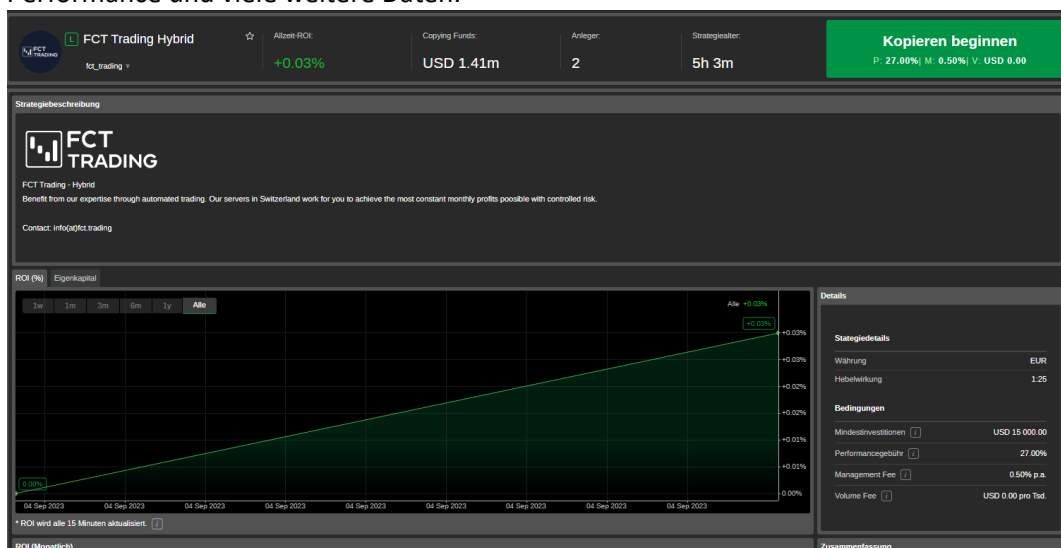 Performance und viele weitere Daten.
FCT TRADING
L FCT Trading Hybrid
fct_trading
Allzeit-ROI:
+0.03%
Copying Funds:
USD 1.41m
Anleger:
2
Strategiealter:
5h 3m
Kopieren beginnen
P: 27.00%| M: 0.50%| V: USD 0.00
Strategiebeschreibung
FCT
TRADING
FCT Trading - Hybrid
Benefit from our expertise through automated trading. Our servers in Switzerland work for you to achieve the most constant monthly profits poosible with controlled risk.
Contact: info(at)fct.trading
ROI (%) Eigenkapital
1w 1m 3m 6m 1y Alle
Alle +0.03%
+0.03%
+0.03%
+0.03%
+0.02%
+0.02%
+0.01%
+0.01%
0.00%
0.00%
04 Sep 2023 04 Sep 2023 04 Sep 2023 04 Sep 2023 04 Sep 2023 04 Sep 2023 04 Sep 2023 04 Sep 2023 04 Sep 2023
* ROI wird alle 15 Minuten aktualisiert. i
Details
Stategiedetails
Währung EUR
Hebelwirkung 1:25
Bedingungen
Mindestinvestitionen i USD 15 000.00
Performancegebühr i 27.00%
Management Fee i 0.50% p.a.
Volume Fee i USD 0.00 pro Tsd.
ROI (Monatlich)
Zusammenfassung